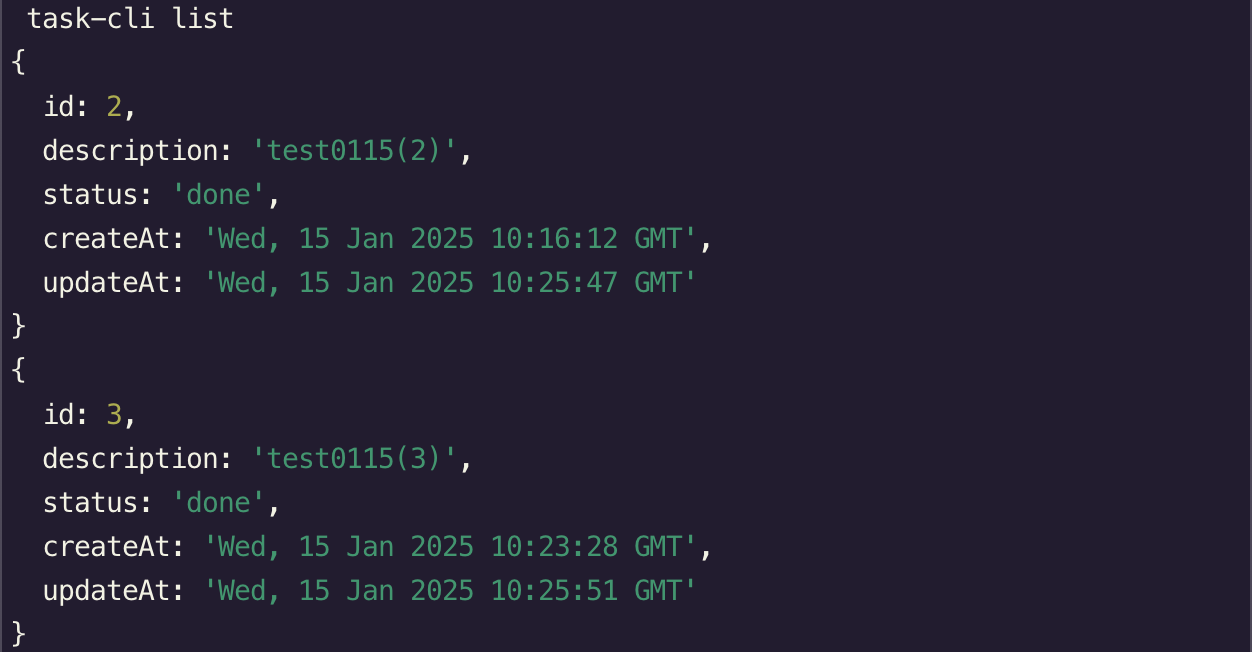 task-cli list
{
  id: 2,
  description: 'test0115(2)',
  status: 'done',
  createAt: 'Wed, 15 Jan 2025 10:16:12 GMT',
  updateAt: 'Wed, 15 Jan 2025 10:25:47 GMT'
}
{
  id: 3,
  description: 'test0115(3)',
  status: 'done',
  createAt: 'Wed, 15 Jan 2025 10:23:28 GMT',
  updateAt: 'Wed, 15 Jan 2025 10:25:51 GMT'
}